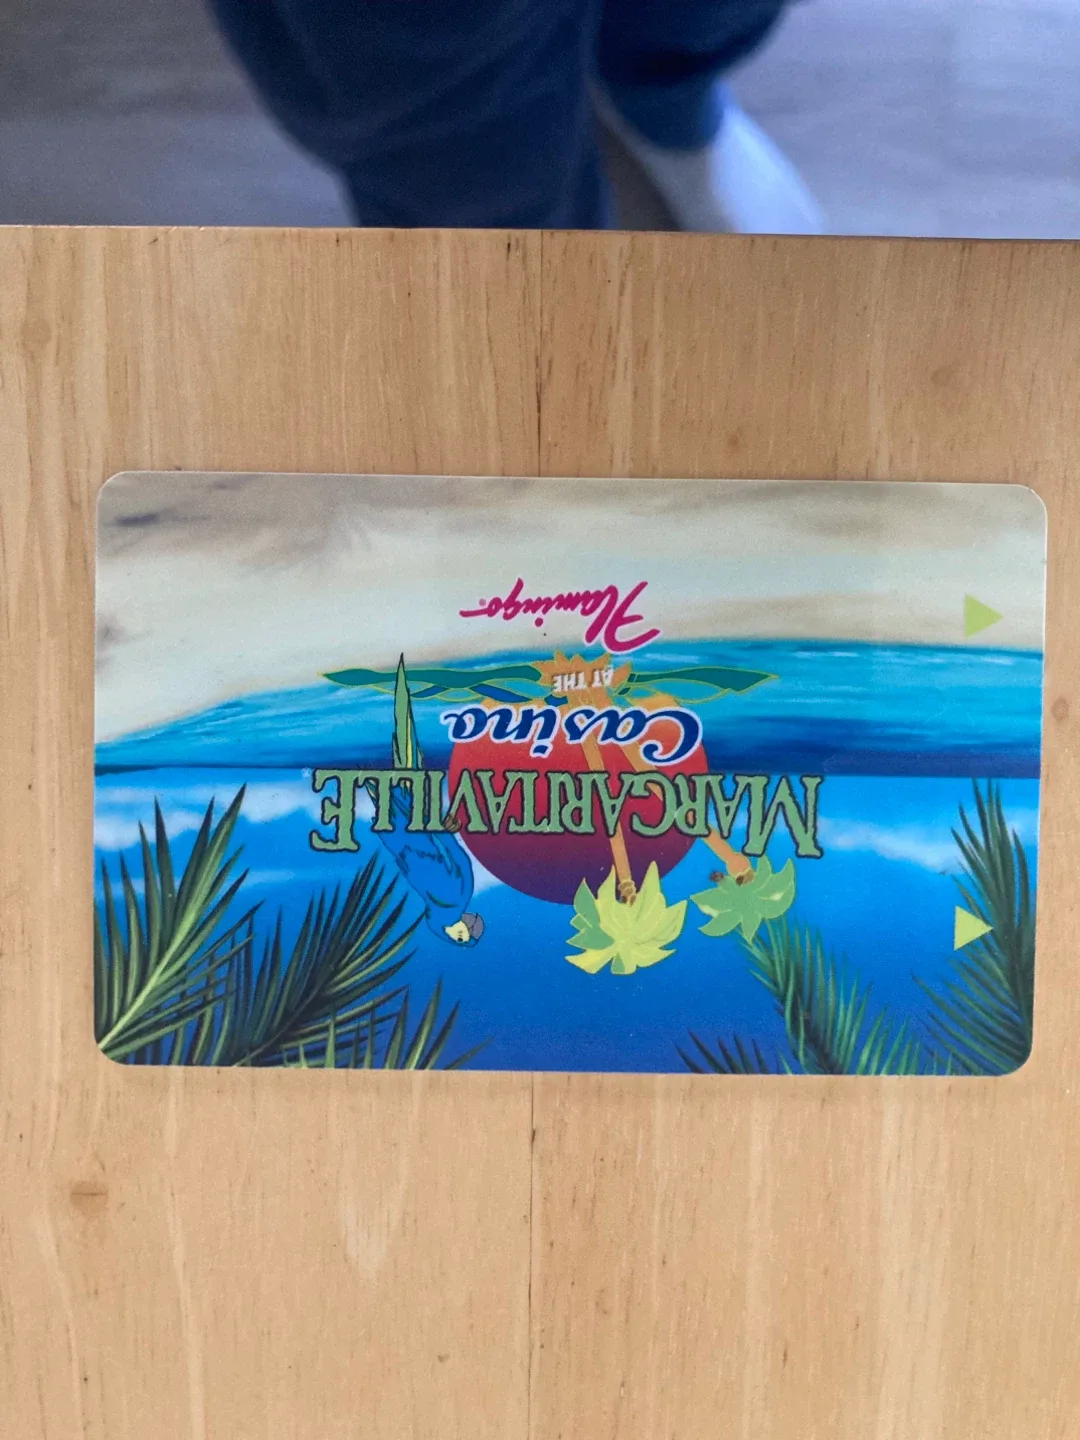 MARGARITAVILLE
Casino
AT THE
Flamingo®